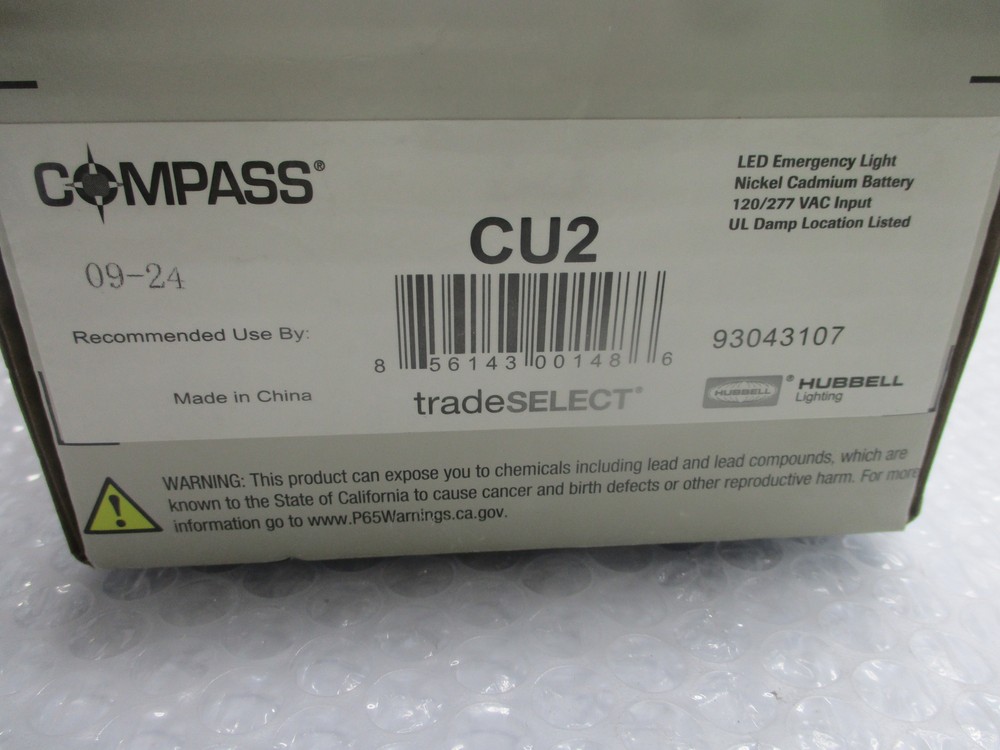 COMPASS®
LED Emergency Light
Nickel Cadmium Battery
120/277 VAC Input
UL Damp Location Listed
CU2
09-24
Recommended Use By:
8 56143 00148 6
93043107
Made in China
tradeSELECT®
HUBBELL ® HUBBELL
Lighting
WARNING: This product can expose you to chemicals including lead and lead compounds, which are
known to the State of California to cause cancer and birth defects or other reproductive harm. For more
information go to www.P65Warnings.ca.gov.